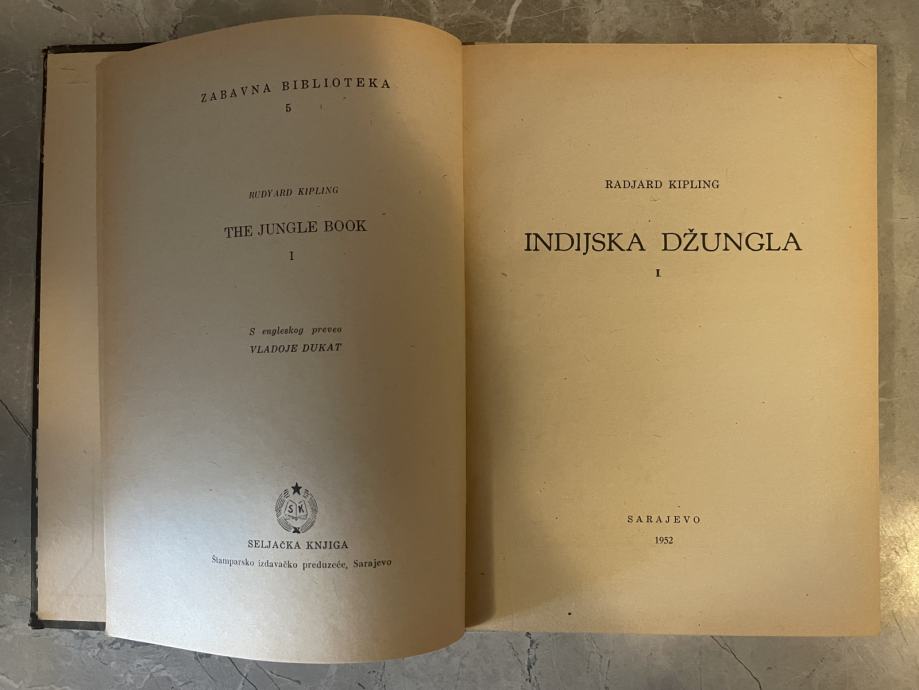 ZABAVNA BIBLIOTEKA
5
RUDYARD KIPLING
THE JUNGLE BOOK
I
S engleskog preveo
VLADOJE DUKAT
S K
SELJAČKA KNJIGA
Štamparsko izdavačko preduzeće, Sarajevo
RADJARD KIPLING
INDIJSKA DŽUNGLA
I
SARAJEVO
1952